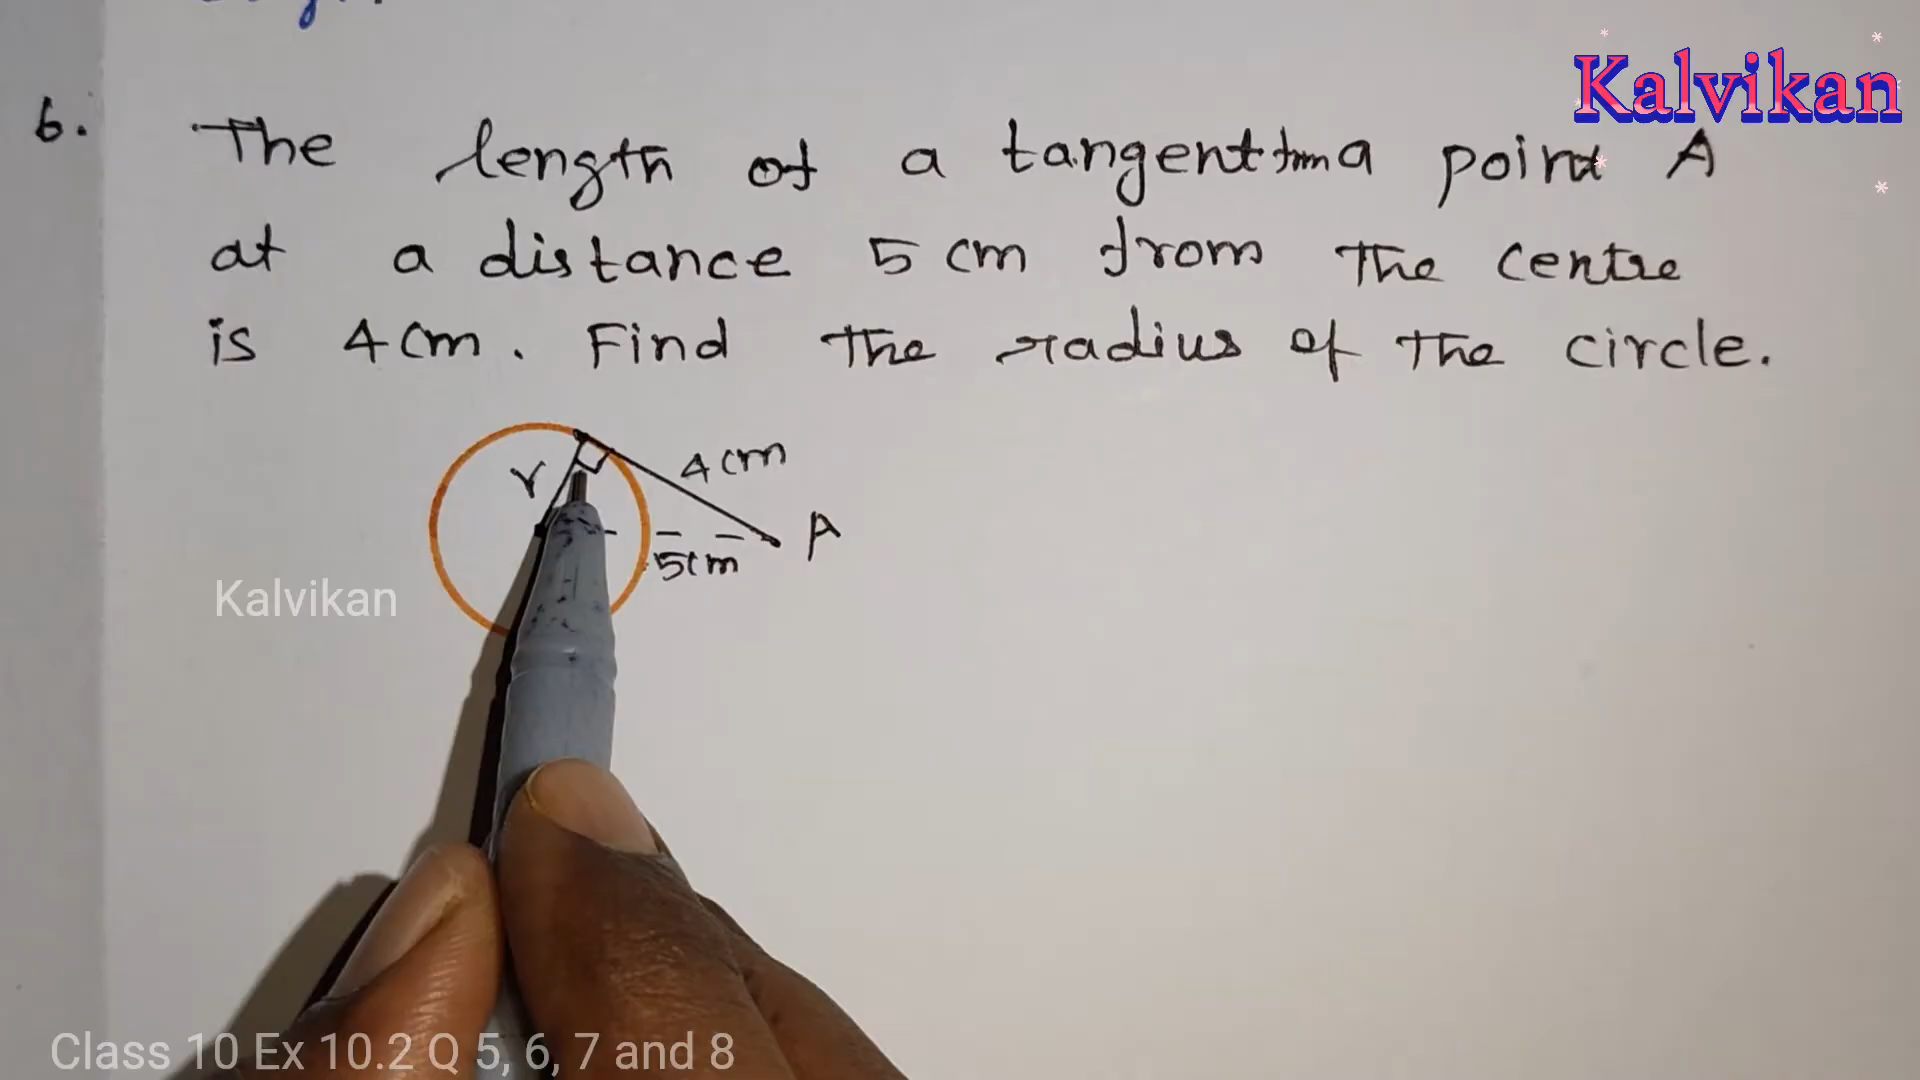 Kalvikan
6. The length of a tangent from a point A
at a distance 5 cm from the centre
is 4 cm. Find the radius of the circle.
r
4 cm
A
5 cm
Kalvikan
Class 10 Ex 10.2 Q 5, 6, 7 and 8